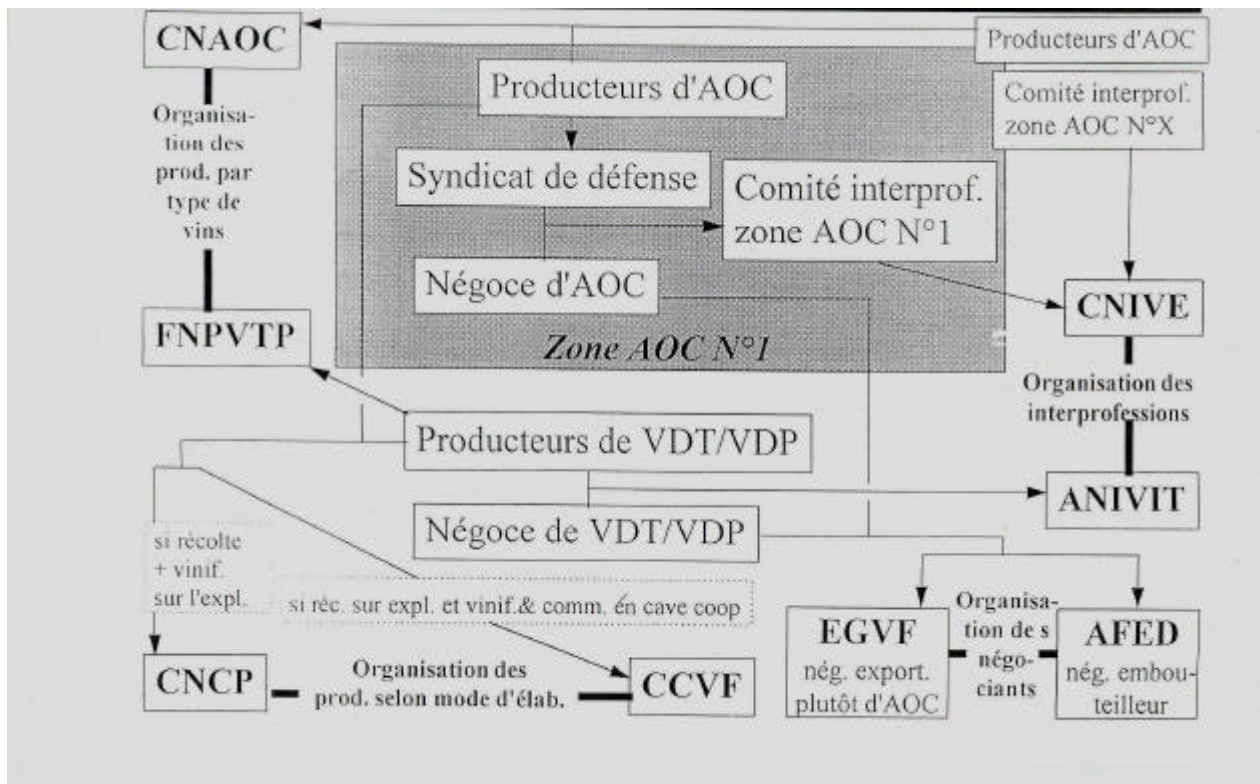 CNAOC
Organisa-
tion des
prod. par
type de
vins
FNPVTP
Producteurs d'AOC
Syndicat de défense
Comité interprof.
zone AOC N°1
Négoce d'AOC
Zone AOC N°1
Producteurs d'AOC
Comité interprof.
zone AOC N°X
CNIVE
Organisation des
interprofessions
ANIVIT
Producteurs de VDT/VDP
Négoce de VDT/VDP
si récolte
+ vinif.
sur l'expl.
si réc. sur expl. et vinif.& comm. en cave coop
CNCP
Organisation des
prod. selon mode d'élab.
CCVF
EGVF
nég. export.
plutôt d'AOC
Organisa-
tion de s
négo-
ciants
AFED
nég. embou-
teilleur